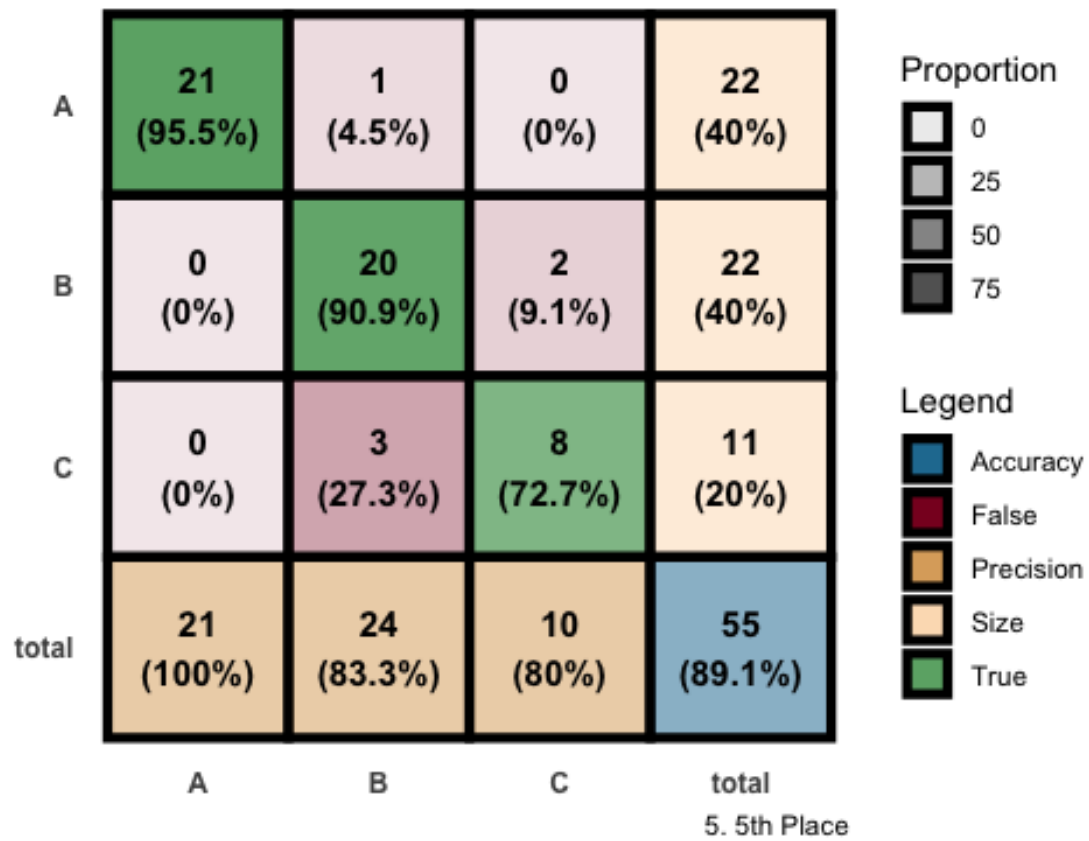 A
21
(95.5%)
1
(4.5%)
0
(0%)
22
(40%)
B
0
(0%)
20
(90.9%)
2
(9.1%)
22
(40%)
C
0
(0%)
3
(27.3%)
8
(72.7%)
11
(20%)
total
21
(100%)
24
(83.3%)
10
(80%)
55
(89.1%)
A B C total
5. 5th Place
Proportion
0
25
50
75
Legend
Accuracy
False
Precision
Size
True